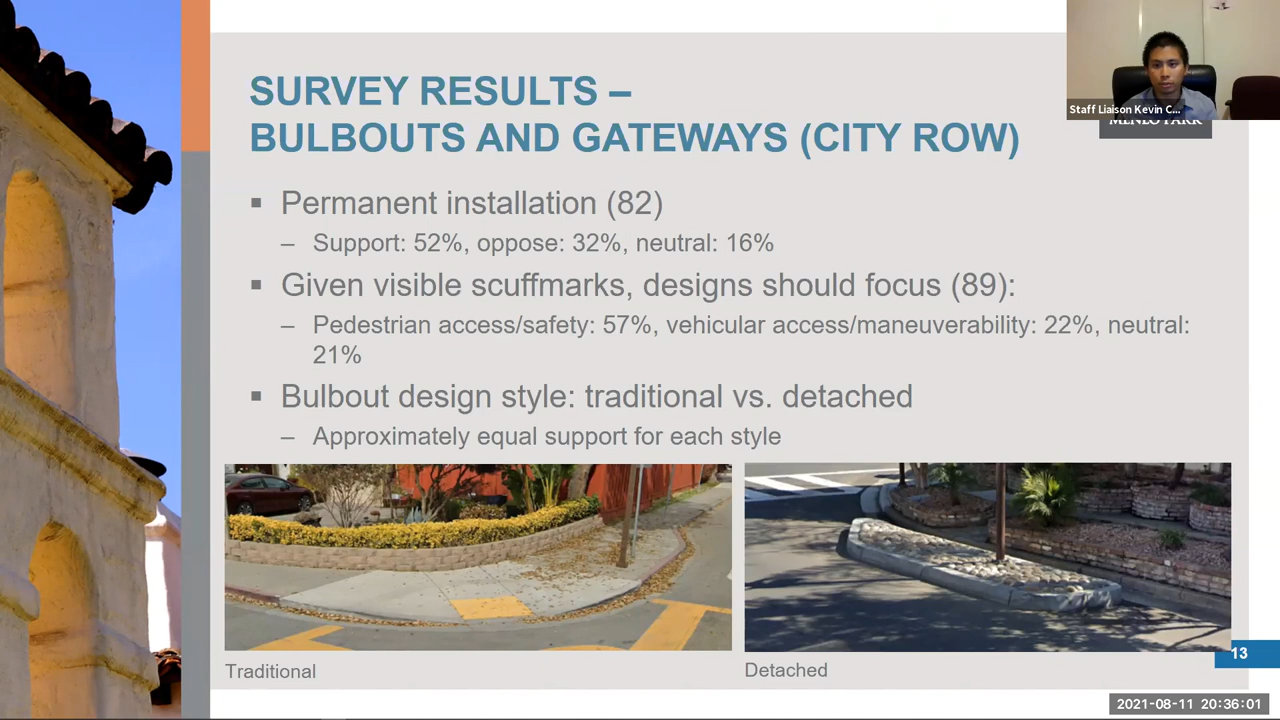 SURVEY RESULTS –
BULBOUTS AND GATEWAYS (CITY ROW)
Staff Liaison Kevin C...
MENLO PARK
▪ Permanent installation (82)
– Support: 52%, oppose: 32%, neutral: 16%
▪ Given visible scuffmarks, designs should focus (89):
– Pedestrian access/safety: 57%, vehicular access/maneuverability: 22%, neutral:
21%
▪ Bulbout design style: traditional vs. detached
– Approximately equal support for each style
Traditional
Detached
13
2021-08-11 20:36:01